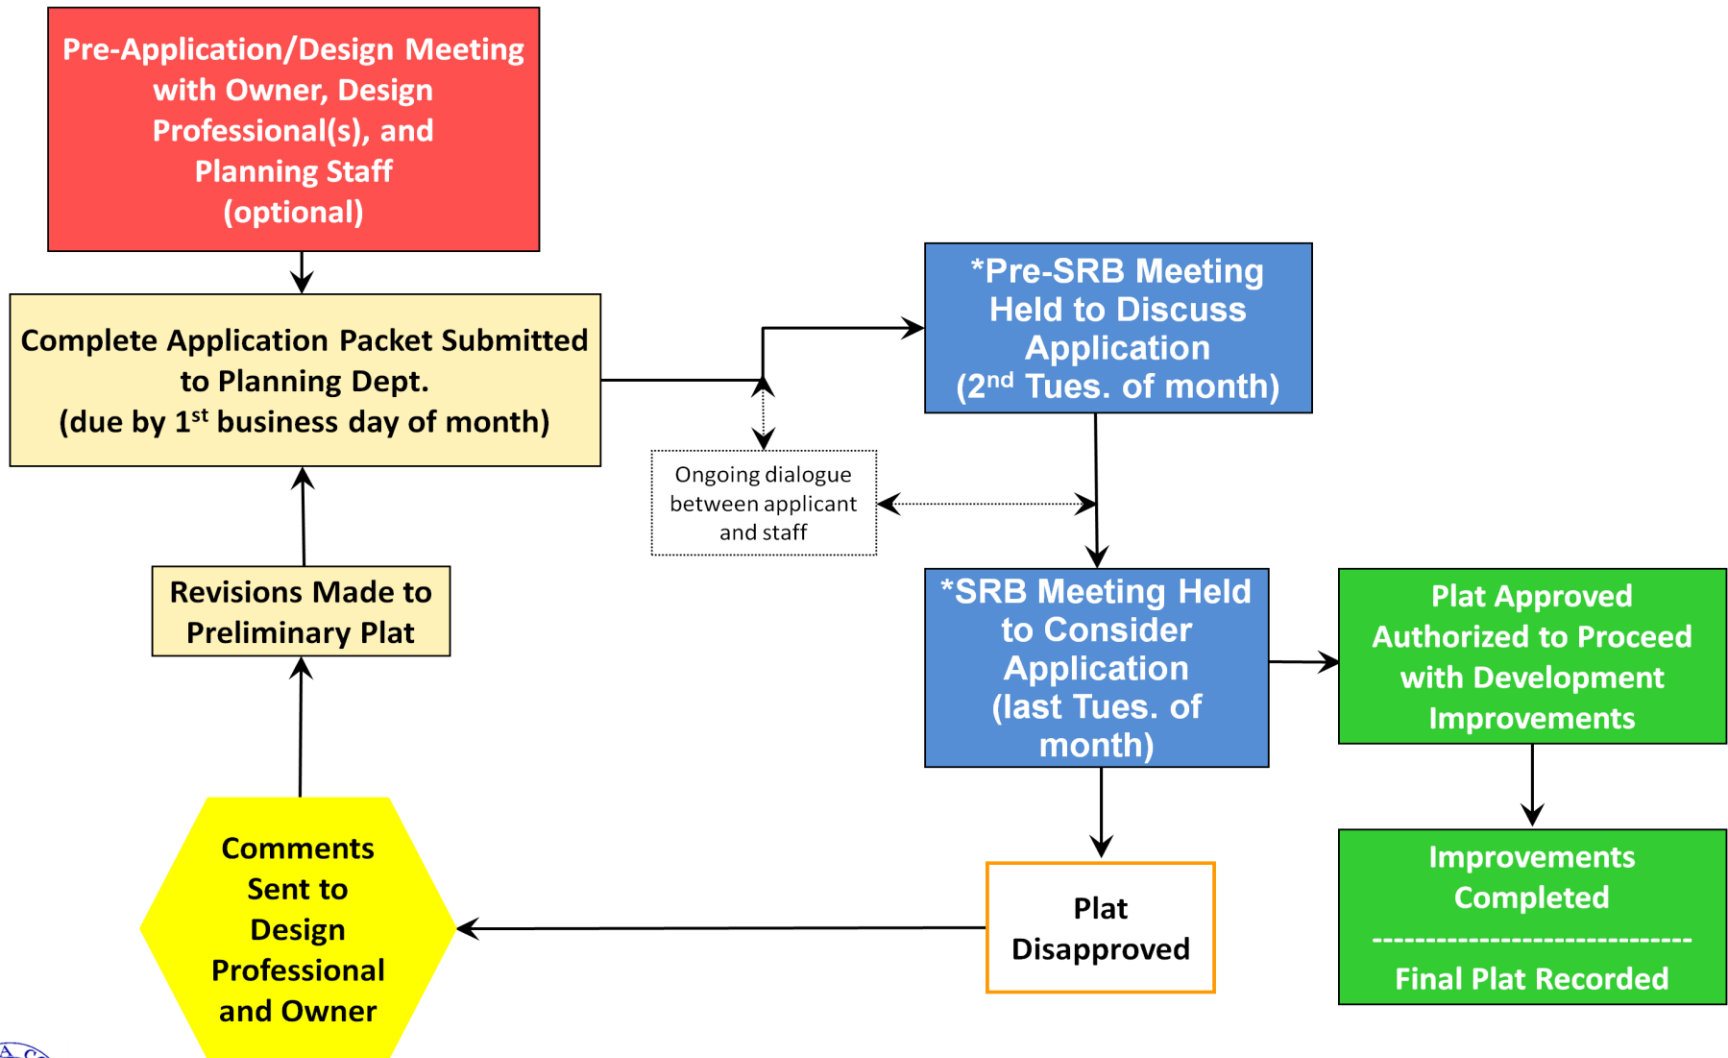 Pre-Application/Design Meeting
with Owner, Design
Professional(s), and
Planning Staff
(optional)
Complete Application Packet Submitted
to Planning Dept.
(due by 1st business day of month)
*Pre-SRB Meeting
Held to Discuss
Application
(2nd Tues. of month)
Ongoing dialogue
between applicant
and staff
Revisions Made to
Preliminary Plat
*SRB Meeting Held
to Consider
Application
(last Tues. of
month)
Plat Approved
Authorized to Proceed
with Development
Improvements
Comments
Sent to
Design
Professional
and Owner
Plat
Disapproved
Improvements
Completed
------------------------------
Final Plat Recorded